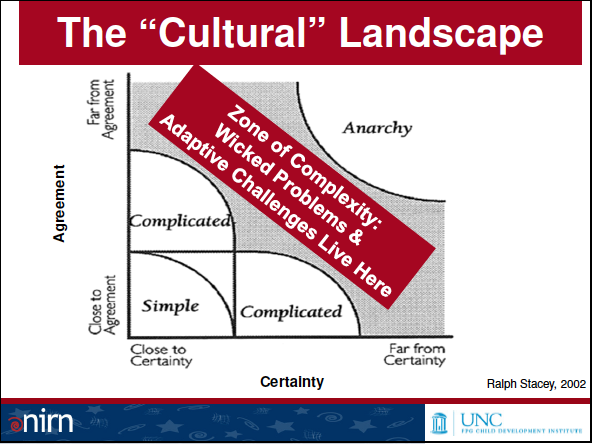 The “Cultural” Landscape
Far from
Agreement
Anarchy
Zone of Complexity:
Wicked Problems &
Adaptive Challenges Live Here
Agreement
Complicated
Close to
Agreement
Simple
Complicated
Close to
Certainty
Far from
Certainty
Certainty
Ralph Stacey, 2002
nirn
UNC
FPG CHILD DEVELOPMENT INSTITUTE